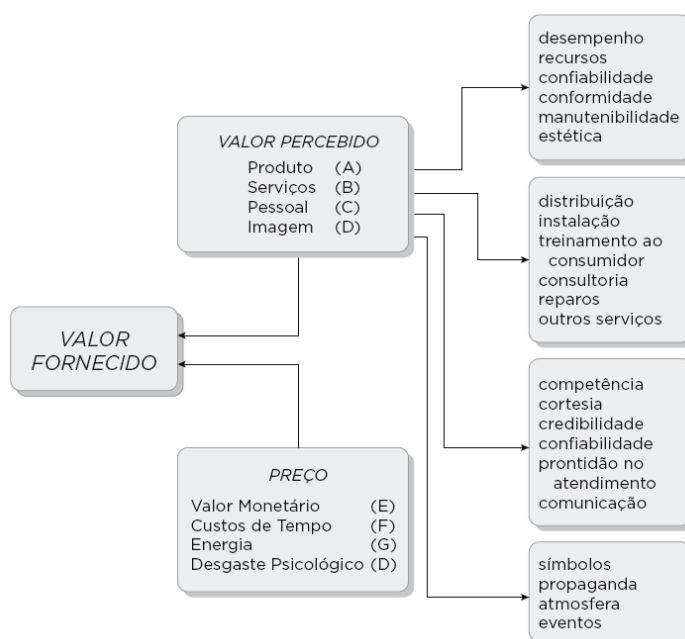 VALOR PERCEBIDO
Produto (A)
Serviços (B)
Pessoal (C)
Imagem (D)
VALOR
FORNECIDO
PREÇO
Valor Monetário (E)
Custos de Tempo (F)
Energia (G)
Desgaste Psicológico (D)
desempenho
recursos
confiabilidade
conformidade
manutenibilidade
estética
distribuição
instalação
treinamento ao
consumidor
consultoria
reparos
outros serviços
competência
cortesia
credibilidade
confiabilidade
prontidão no
atendimento
comunicação
símbolos
propaganda
atmosfera
eventos